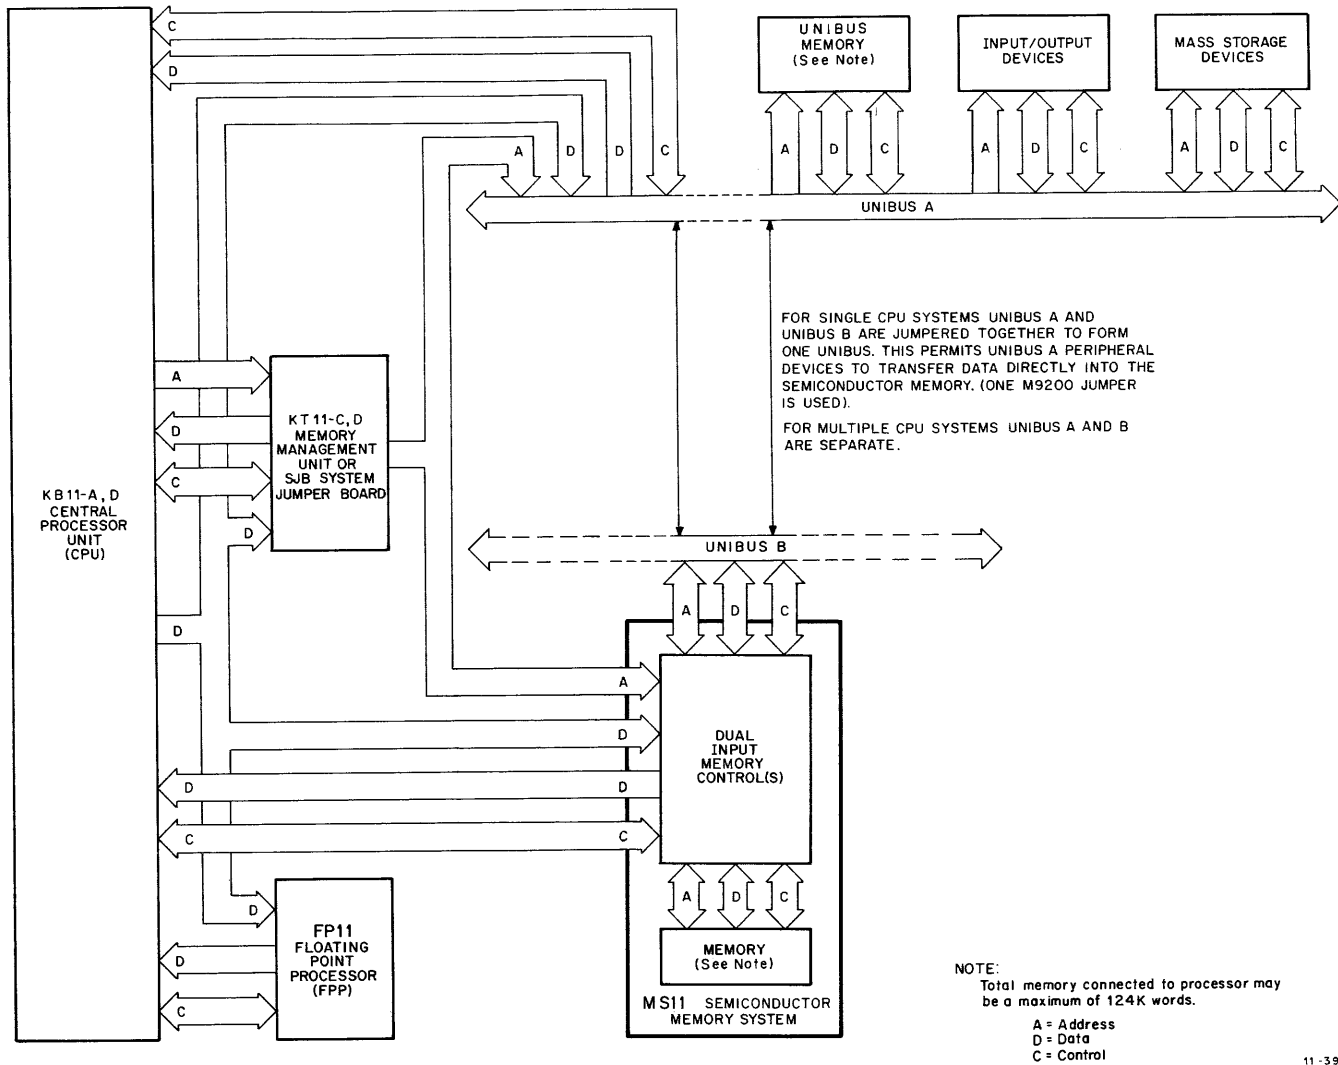 C
D
UNIBUS
MEMORY
(See Note)
INPUT/OUTPUT
DEVICES
MASS STORAGE
DEVICES
A D D C
A D C
A D C
A D C
UNIBUS A
FOR SINGLE CPU SYSTEMS UNIBUS A AND
UNIBUS B ARE JUMPERED TOGETHER TO FORM
ONE UNIBUS. THIS PERMITS UNIBUS A PERIPHERAL
DEVICES TO TRANSFER DATA DIRECTLY INTO THE
SEMICONDUCTOR MEMORY. (ONE M9200 JUMPER
IS USED).
FOR MULTIPLE CPU SYSTEMS UNIBUS A AND B
ARE SEPARATE.
A
D
C
D
KT11-C,D
MEMORY
MANAGEMENT
UNIT OR
SJB SYSTEM
JUMPER BOARD
KB11-A, D
CENTRAL
PROCESSOR
UNIT
(CPU)
UNIBUS B
A D C
D
A
D
D D
C C
DUAL
INPUT
MEMORY
CONTROL(S)
A D C
MEMORY
(See Note)
MS11 SEMICONDUCTOR
MEMORY SYSTEM
D
D
C
FP11
FLOATING
POINT
PROCESSOR
(FPP)
NOTE:
Total memory connected to processor may
be a maximum of 124K words.
A = Address
D = Data
C = Control
11-39